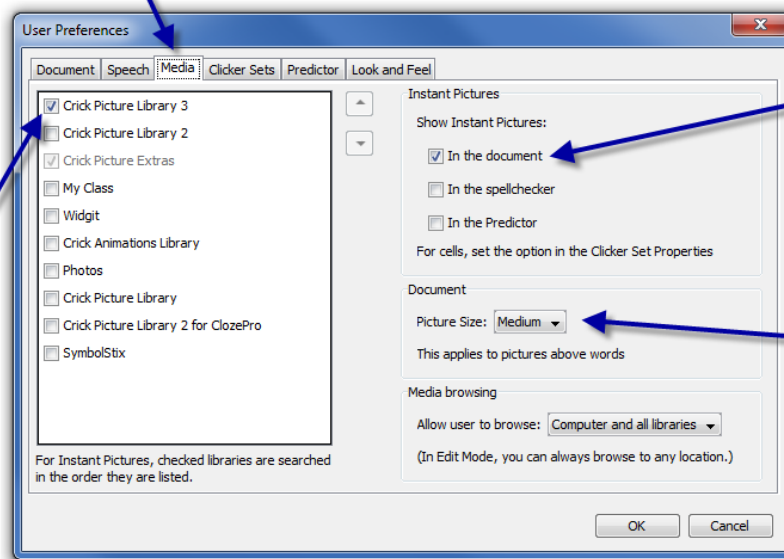 User Preferences
Document Speech Media Clicker Sets Predictor Look and Feel
Crick Picture Library 3
Crick Picture Library 2
Crick Picture Extras
My Class
Widgit
Crick Animations Library
Photos
Crick Picture Library
Crick Picture Library 2 for ClozePro
SymbolStix
For Instant Pictures, checked libraries are searched
in the order they are listed.
Instant Pictures
Show Instant Pictures:
In the document
In the spellchecker
In the Predictor
For cells, set the option in the Clicker Set Properties
Document
Picture Size: Medium
This applies to pictures above words
Media browsing
Allow user to browse: Computer and all libraries
(In Edit Mode, you can always browse to any location.)
OK Cancel